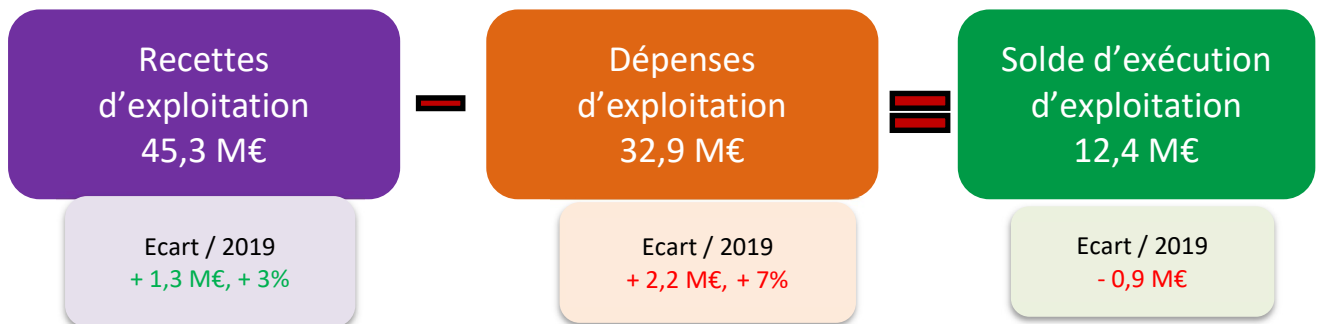 Recettes
d’exploitation
45,3 M€
Ecart / 2019
+ 1,3 M€, + 3%
Dépenses
d’exploitation
32,9 M€
Ecart / 2019
+ 2,2 M€, + 7%
Solde d’exécution
d’exploitation
12,4 M€
Ecart / 2019
- 0,9 M€